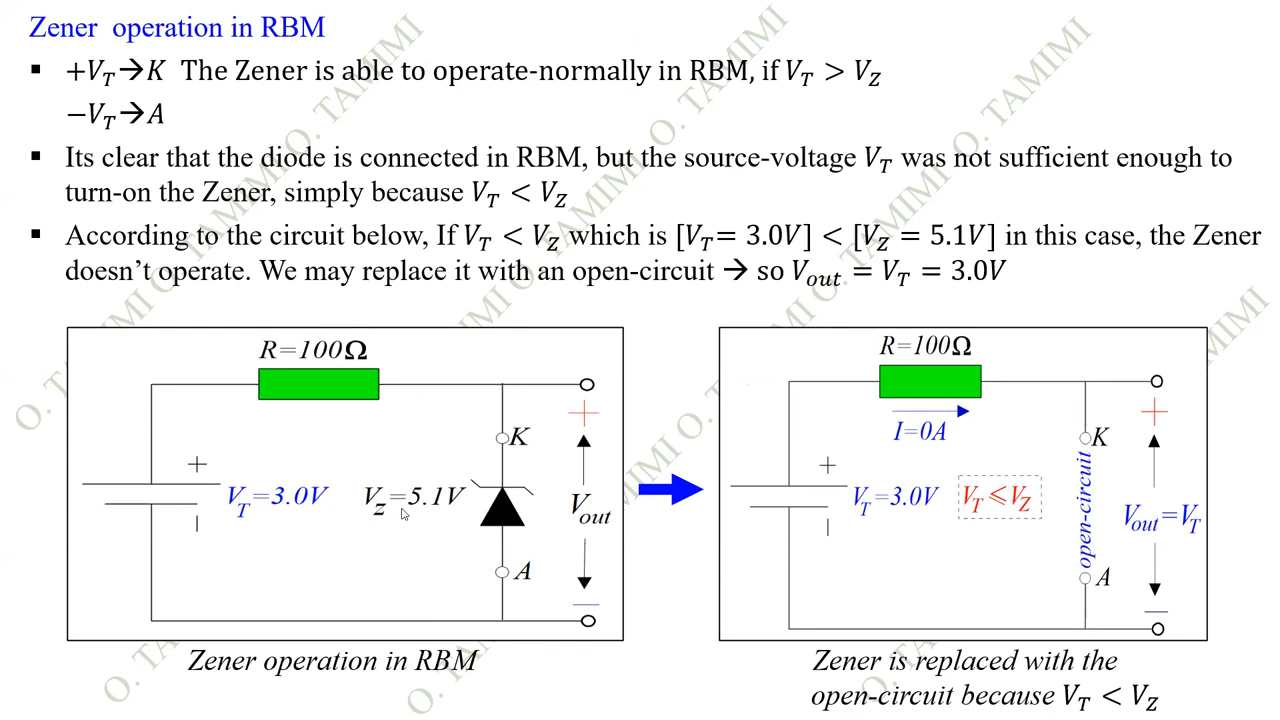 Zener operation in RBM
▪ +V_T→K The Zener is able to operate-normally in RBM, if V_T > V_Z
−V_T→A
▪ Its clear that the diode is connected in RBM, but the source-voltage V_T was not sufficient enough to
turn-on the Zener, simply because V_T < V_Z
▪ According to the circuit below, If V_T < V_Z which is [V_T= 3.0V] < [V_Z = 5.1V] in this case, the Zener
doesn't operate. We may replace it with an open-circuit → so V_out = V_T = 3.0V
R=100Ω
+
K
+
V_T=3.0V
V_Z=5.1V
V_out
A
Zener operation in RBM
R=100Ω
I=0A
+
K
+
V_T=3.0V
V_T ≤ V_Z
open-circuit
V_out=V_T
A
Zener is replaced with the
open-circuit because V_T < V_Z
O. TAMIMI
O. TAMIMI
O. TAMIMI
O. TAMIMI
O. TAMIMI
O. TAMIMI